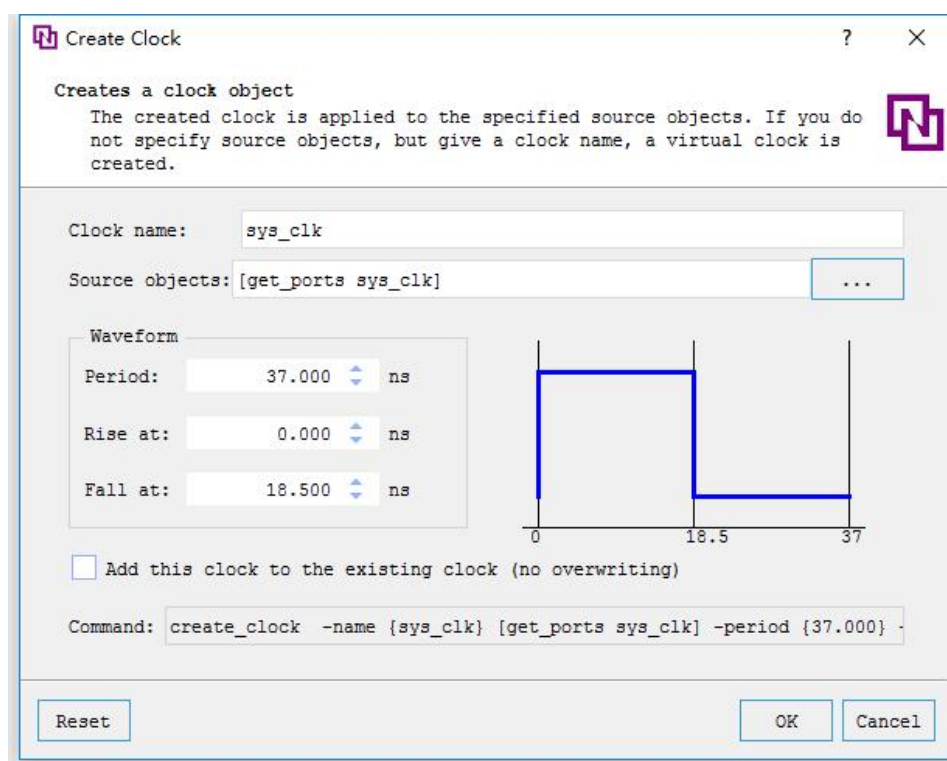 Create Clock ?
Creates a clock object
The created clock is applied to the specified source objects. If you do
not specify source objects, but give a clock name, a virtual clock is
created.
Clock name: sys_clk
Source objects: [get_ports sys_clk] ...
Waveform
Period: 37.000 ns
Rise at: 0.000 ns
Fall at: 18.500 ns
0 18.5 37
Add this clock to the existing clock (no overwriting)
Command: create_clock -name {sys_clk} [get_ports sys_clk] -period {37.000} -
Reset OK Cancel